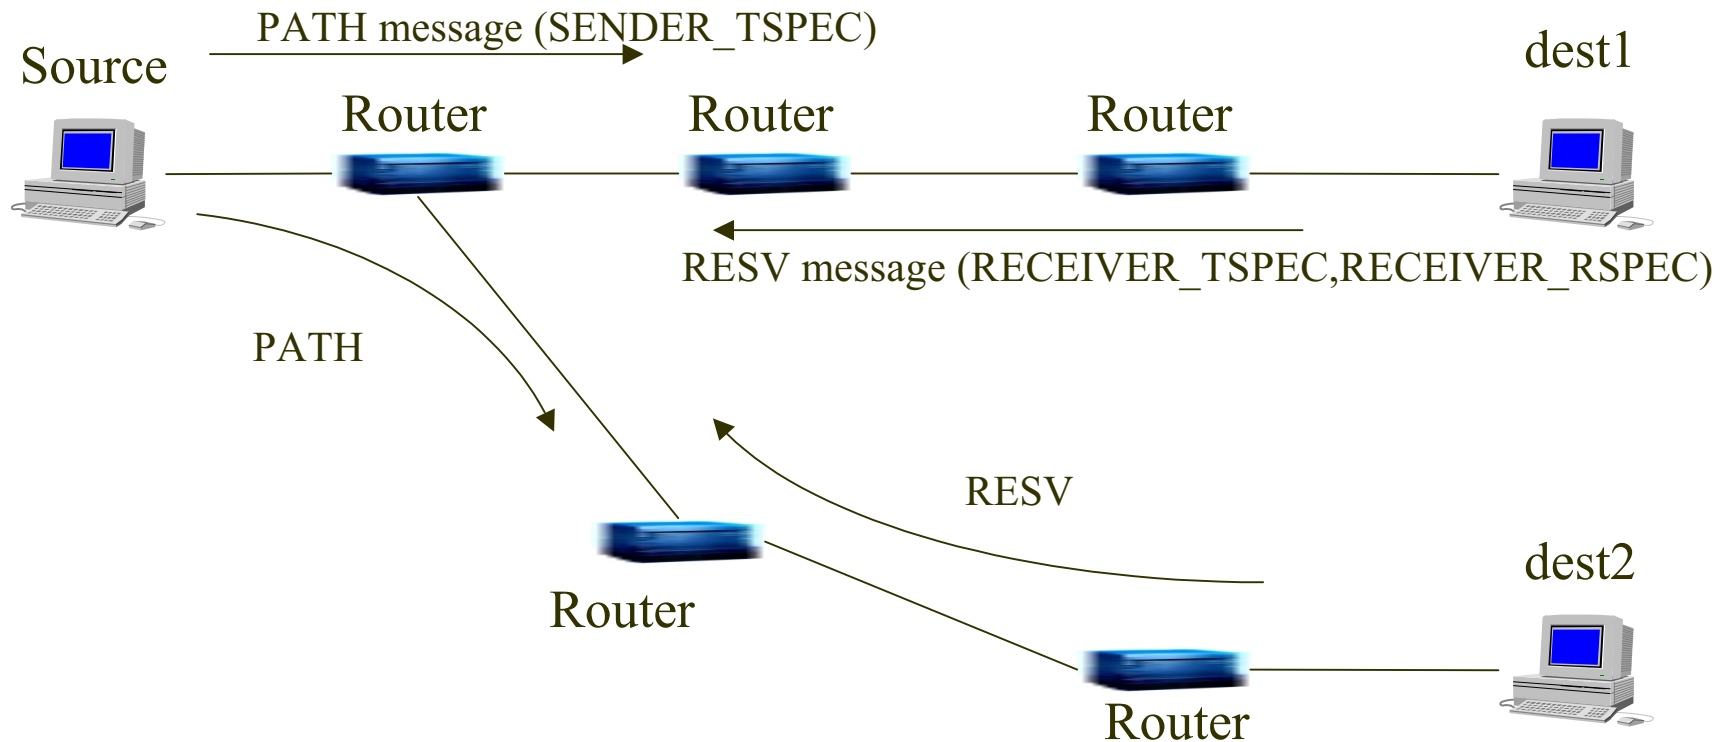 PATH message (SENDER_TSPEC)
Source
dest1
Router
Router
Router
RESV message (RECEIVER_TSPEC,RECEIVER_RSPEC)
PATH
RESV
dest2
Router
Router